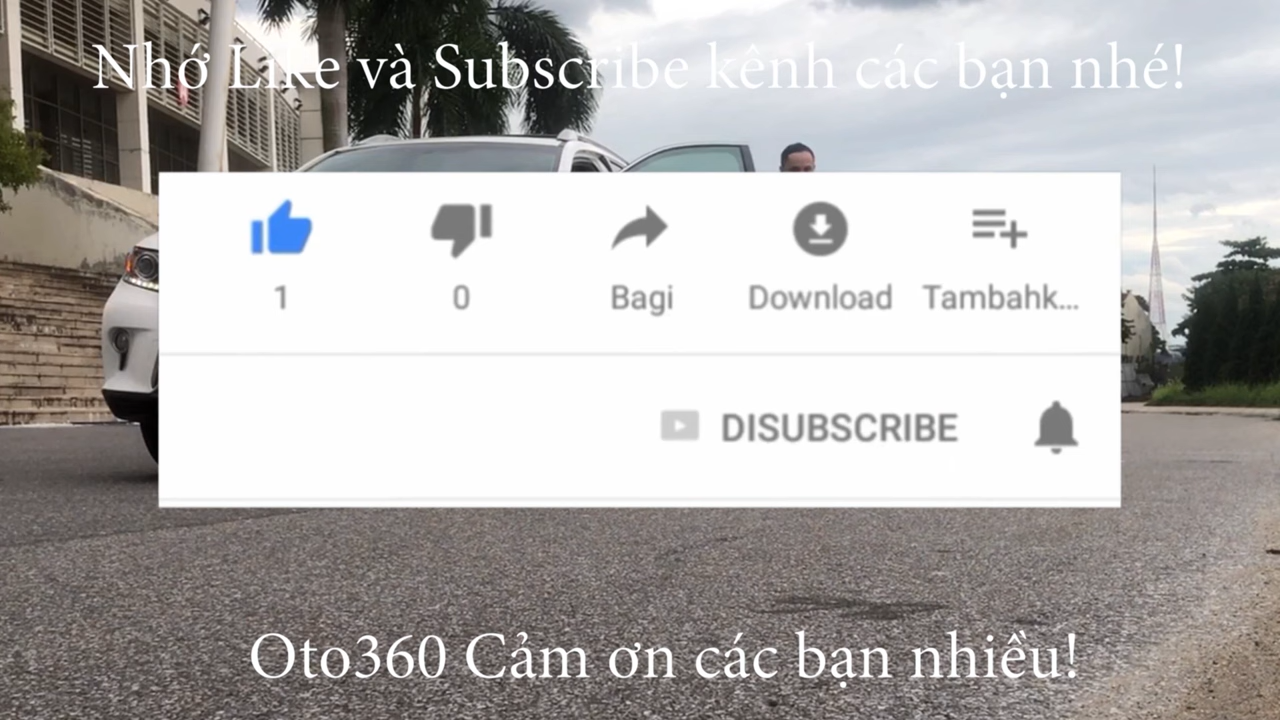 Nhớ Like và Subscribe kênh các bạn nhé!
1 0 Bagi Download Tambahk...
DISUBSCRIBE
Oto360 Cảm ơn các bạn nhiều!